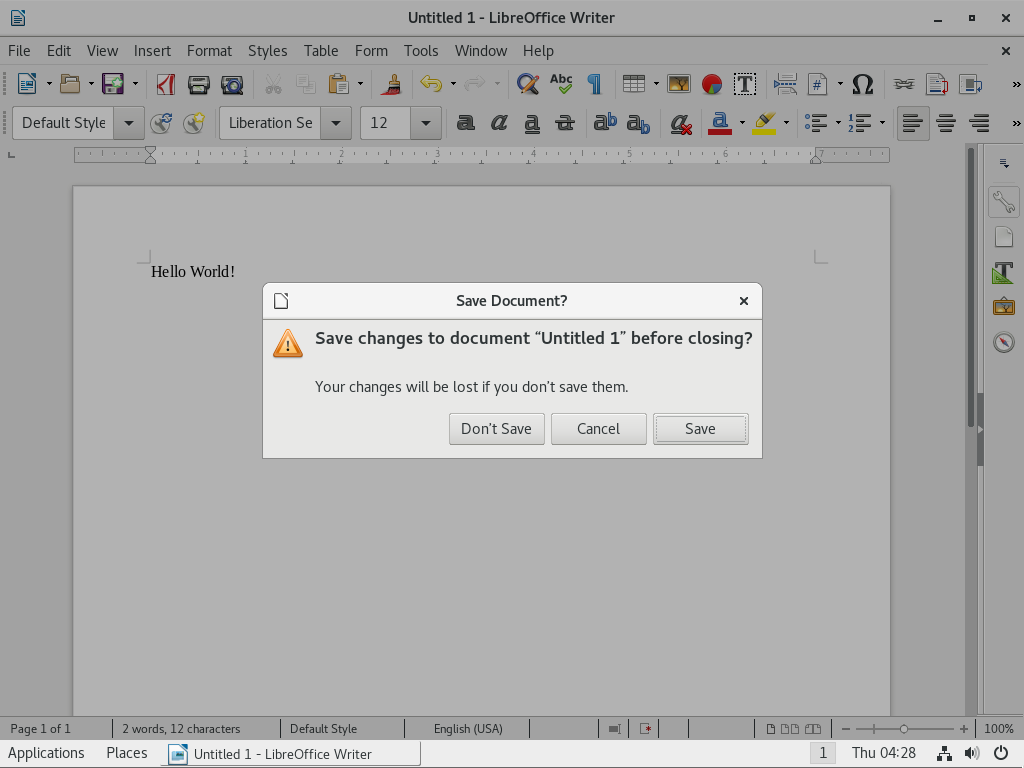 Untitled 1 - LibreOffice Writer
File Edit View Insert Format Styles Table Form Tools Window Help
Abc
Default Style Liberation Se 12
1 2 3 4 5 6 7
Hello World!
Save Document?
Save changes to document “Untitled 1” before closing?
Your changes will be lost if you don’t save them.
Don’t Save Cancel Save
Page 1 of 1 2 words, 12 characters Default Style English (USA) 100%
Applications Places Untitled 1 - LibreOffice Writer 1 Thu 04:28